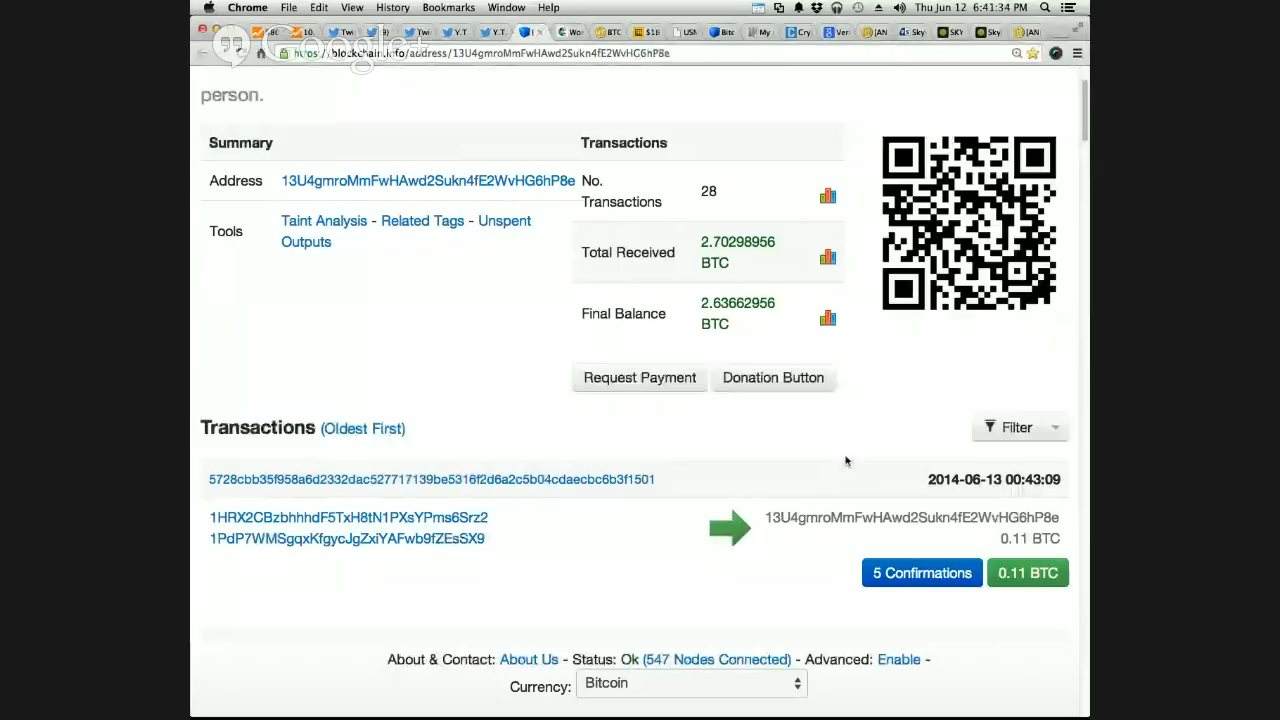 Chrome File Edit View History Bookmarks Window Help Thu Jun 12 6:41:34 PM
Google+
https://blockchain.info/address/13U4gmroMmFwHAwd2Sukn4fE2WvHG6hP8e
person.
Summary
Transactions
Address 13U4gmroMmFwHAwd2Sukn4fE2WvHG6hP8e
No. Transactions 28
Tools Taint Analysis - Related Tags - Unspent
Outputs
Total Received 2.70298956
BTC
Final Balance 2.63662956
BTC
Request Payment Donation Button
Transactions (Oldest First) Filter
5728cbb35f958a6d2332dac527717139be5316f2d6a2c5b04cdaecbc6b3f1501 2014-06-13 00:43:09
1HRX2CBzbhhhdF5TxH8tN1PXsYPms6Srz2 13U4gmroMmFwHAwd2Sukn4fE2WvHG6hP8e
1PdP7WMSgqxKfgycJgZxiYAFwb9fZEsSX9 0.11 BTC
5 Confirmations 0.11 BTC
About & Contact: About Us - Status: Ok (547 Nodes Connected) - Advanced: Enable -
Currency: Bitcoin